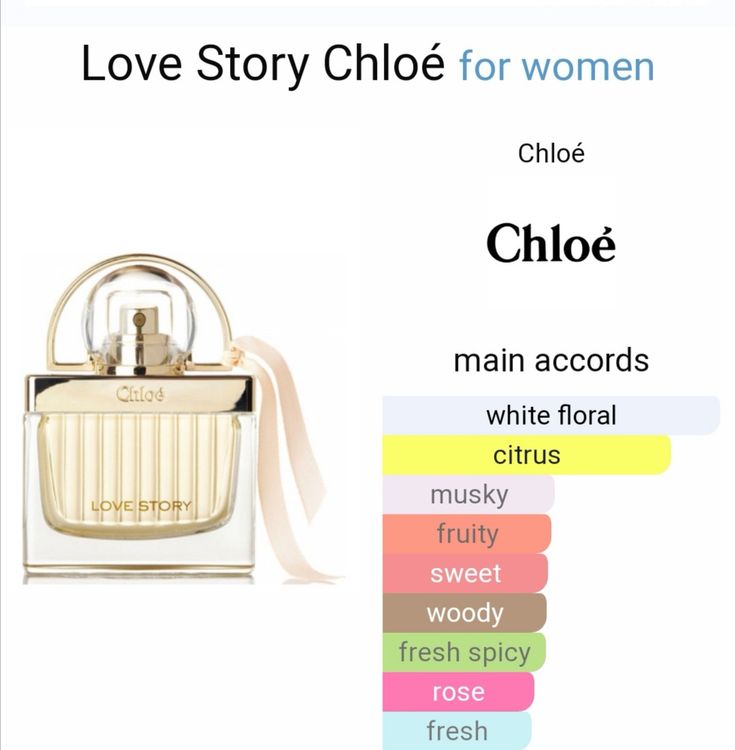 Love Story Chloé for women
Chloé
Chloé
main accords
white floral
citrus
musky
fruity
sweet
woody
fresh spicy
rose
fresh
Chloé
LOVE STORY